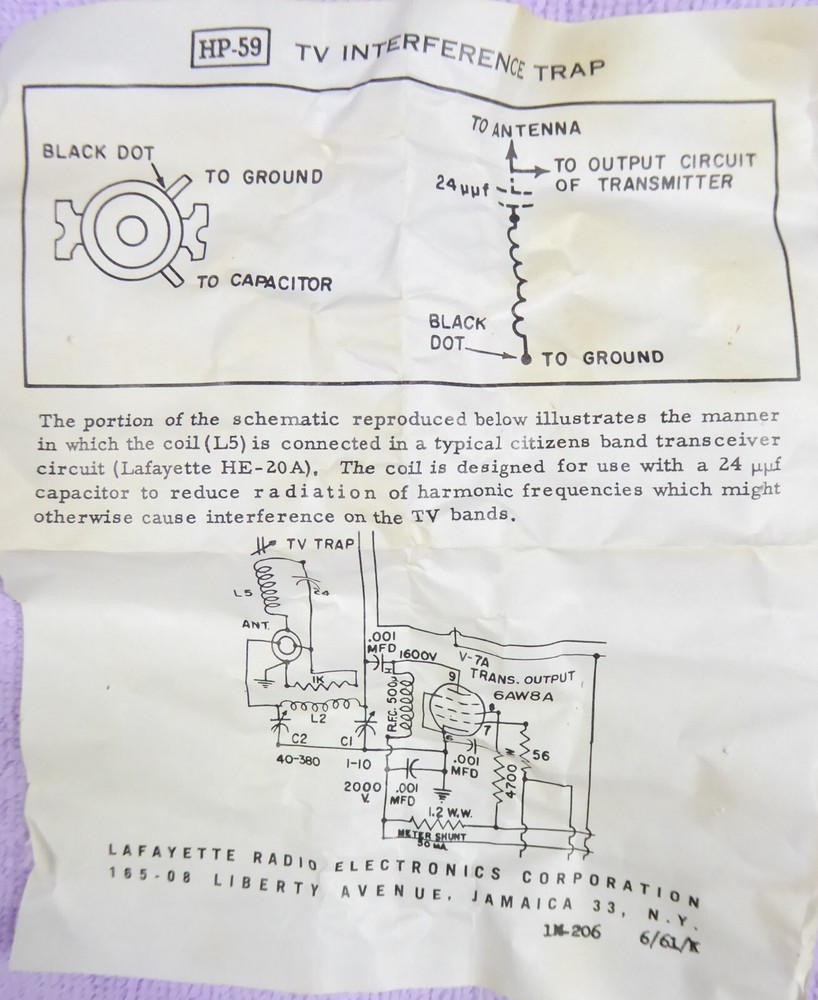 HP-59 TV INTERFERENCE TRAP
BLACK DOT
TO GROUND
TO CAPACITOR
TO ANTENNA
TO OUTPUT CIRCUIT
OF TRANSMITTER
24 µµf
BLACK
DOT
TO GROUND
The portion of the schematic reproduced below illustrates the manner
in which the coil (L5) is connected in a typical citizens band transceiver
circuit (Lafayette HE-20A). The coil is designed for use with a 24 µµf
capacitor to reduce radiation of harmonic frequencies which might
otherwise cause interference on the TV bands.
TV TRAP
L5
24
ANT.
.001
MFD
1600V
V-7A
TRANS. OUTPUT
6AW8A
9
8
7
6
1K
R.F.C. 500
L2
C2
C1
40-380
1-10
2000
V.
.001
MFD
.001
MFD
4700
56
1.2 W.W.
METER SHUNT
50 MA.
LAFAYETTE RADIO ELECTRONICS CORPORATION
165-08 LIBERTY AVENUE, JAMAICA 33, N.Y.
1M-206 6/61/K